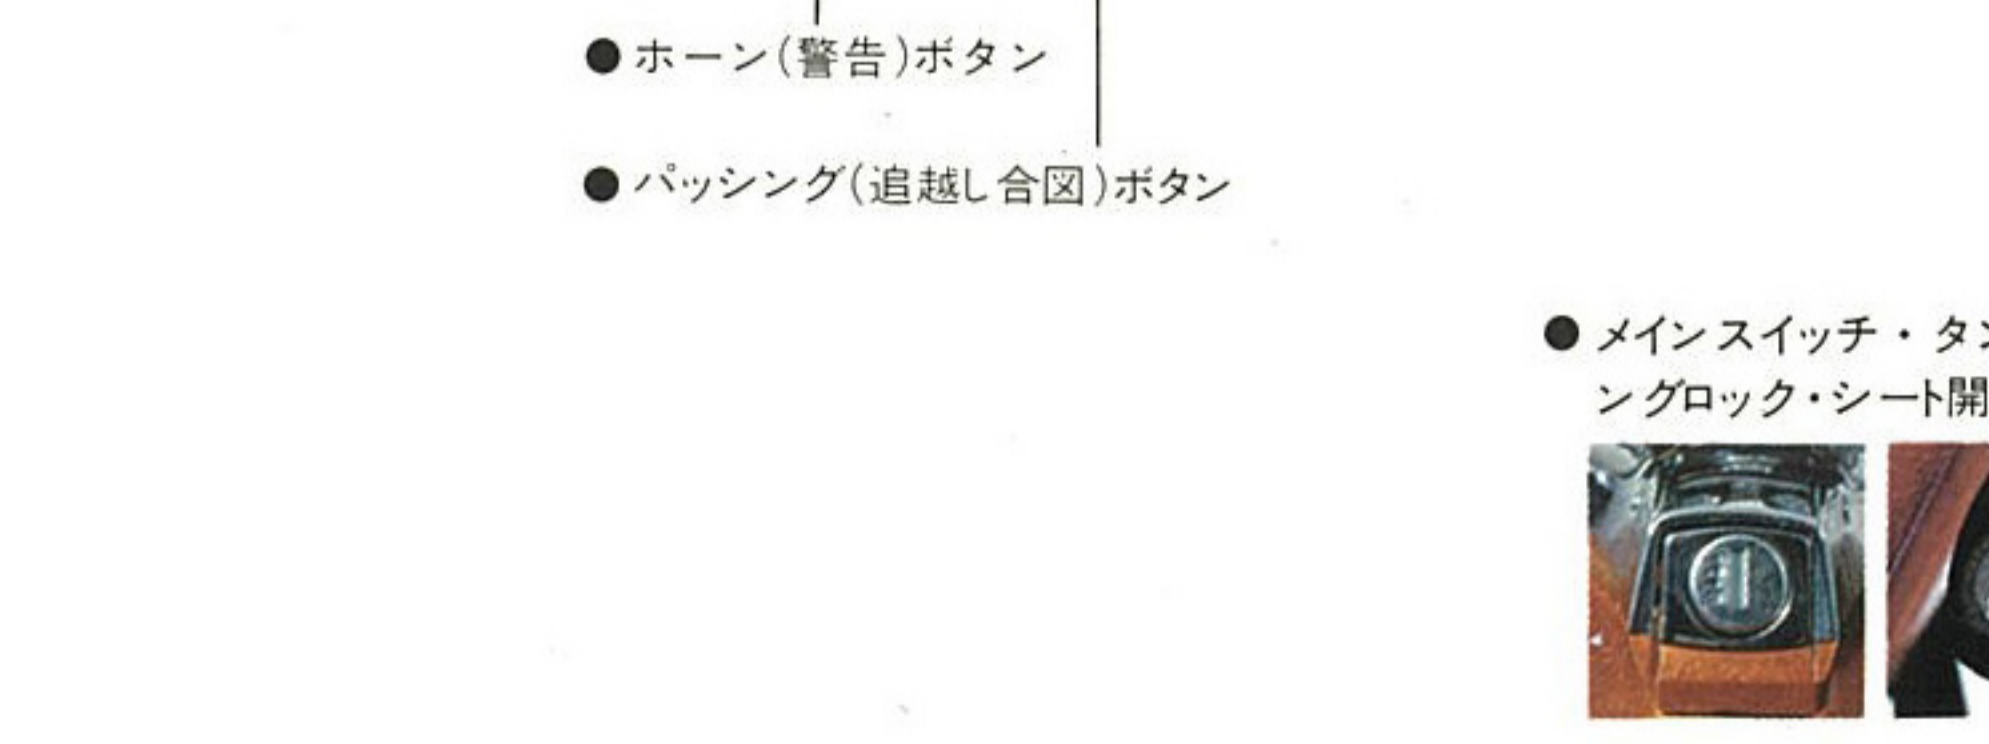 ●ホーン(警告)ボタン
●パッシング(追越し合図)ボタン
●メインスイッチ・タン
ングロック・シート開